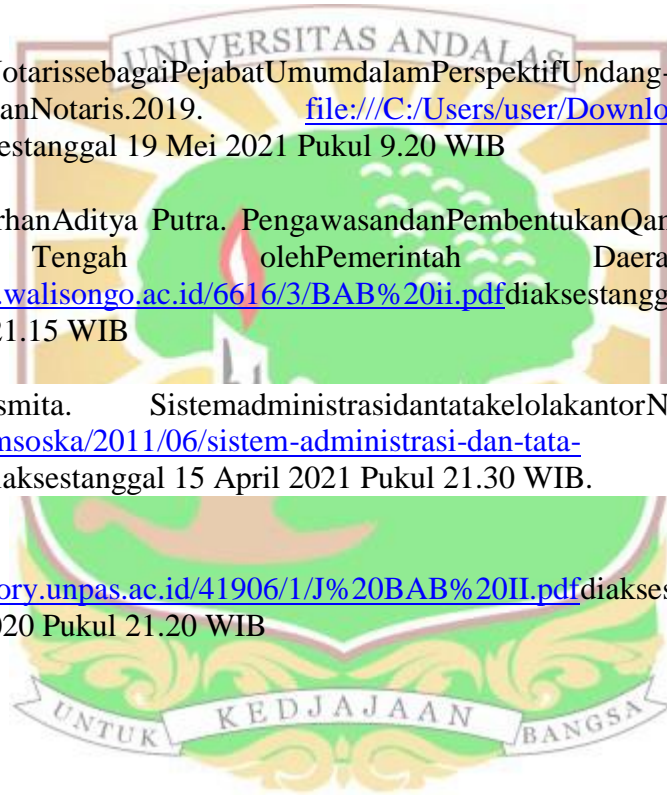 UNIVERSITAS ANDALAS
NotarissebagaiPejabatUmumdalamPerspektifUndang-
anNotaris.2019. file:///C:/Users/user/Downlo
estanggal 19 Mei 2021 Pukul 9.20 WIB
rhanAditya Putra. PengawasandanPembentukanQan
Tengah olehPemerintah Daera
.walisongo.ac.id/6616/3/BAB%20ii.pdfdiaksestangg
21.15 WIB
smita. SistemadministrasidantatakelolakantorN
msoska/2011/06/sistem-administrasi-dan-tata-
iaksestanggal 15 April 2021 Pukul 21.30 WIB.
ory.unpas.ac.id/41906/1/J%20BAB%20II.pdfdiakses
020 Pukul 21.20 WIB
UNTUK KEDJAJAAN BANGSA